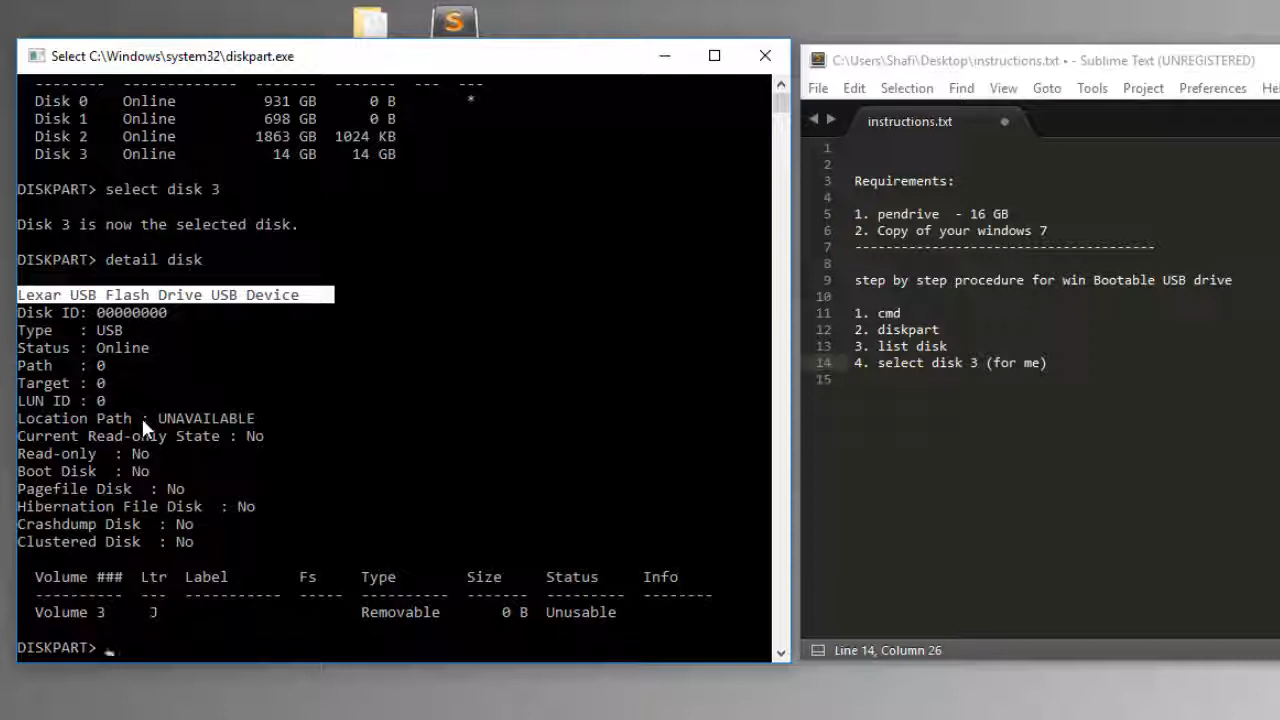 Select C:\Windows\system32\diskpart.exe
-------- ------------- ------- ------- --- ---
Disk 0 Online 931 GB 0 B *
Disk 1 Online 698 GB 0 B
Disk 2 Online 1863 GB 1024 KB
Disk 3 Online 14 GB 14 GB
DISKPART> select disk 3
Disk 3 is now the selected disk.
DISKPART> detail disk
Lexar USB Flash Drive USB Device
Disk ID: 00000000
Type : USB
Status : Online
Path : 0
Target : 0
LUN ID : 0
Location Path : UNAVAILABLE
Current Read-only State : No
Read-only : No
Boot Disk : No
Pagefile Disk : No
Hibernation File Disk : No
Crashdump Disk : No
Clustered Disk : No
Volume ### Ltr Label Fs Type Size Status Info
---------- --- ----------- ----- ---------- ------- --------- --------
Volume 3 J Removable 0 B Unusable
DISKPART>
S
C:\Users\Shafi\Desktop\instructions.txt • - Sublime Text (UNREGISTERED)
File Edit Selection Find View Goto Tools Project Preferences
instructions.txt
1
2
3 Requirements:
4
5 1. pendrive - 16 GB
6 2. Copy of your windows 7
7 ---------------------------------------
8
9 step by step procedure for win Bootable USB drive
10
11 1. cmd
12 2. diskpart
13 3. list disk
14 4. select disk 3 (for me)
15
Line 14, Column 26